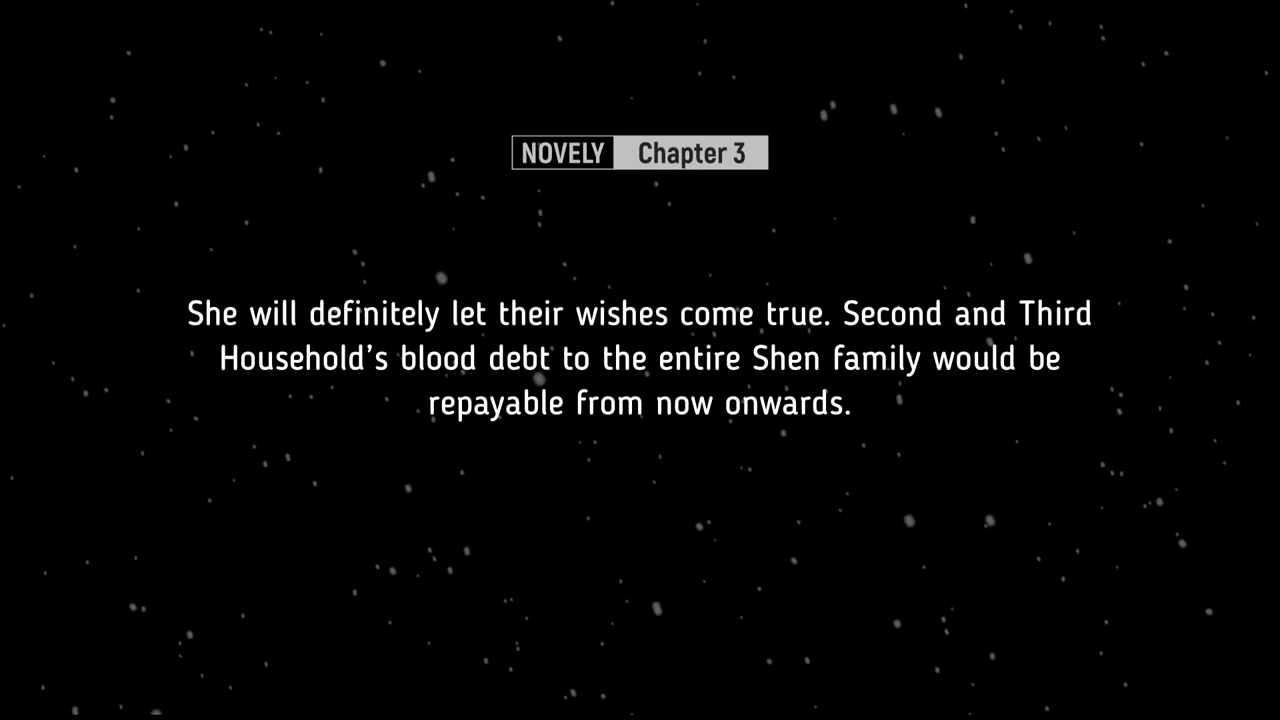 NOVELY Chapter 3
She will definitely let their wishes come true. Second and Third
Household’s blood debt to the entire Shen family would be
repayable from now onwards.